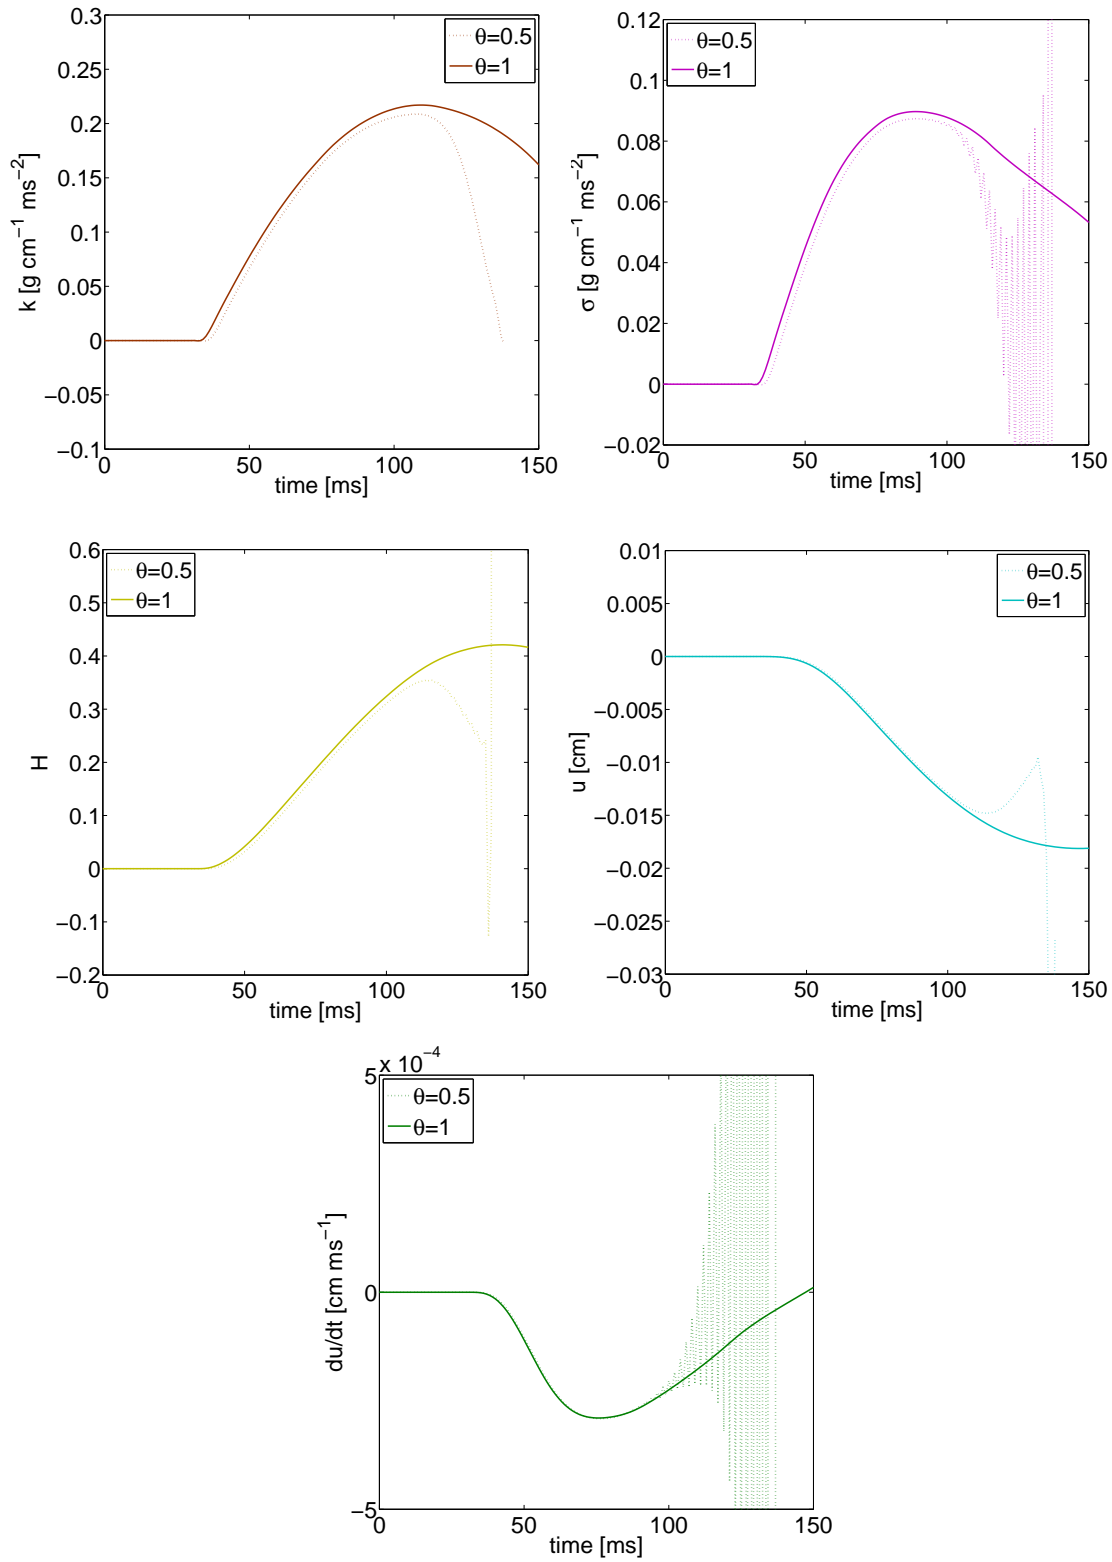 0.3
0.25
0.2
0.15
0.1
0.05
0
−0.05
−0.1
k [g cm⁻¹ ms⁻²]
0 50 100 150
time [ms]
θ=0.5
θ=1
0.12
0.1
0.08
0.06
0.04
0.02
0
−0.02
σ [g cm⁻¹ ms⁻²]
0 50 100 150
time [ms]
θ=0.5
θ=1
0.6
0.5
0.4
0.3
0.2
0.1
0
−0.1
−0.2
H
0 50 100 150
time [ms]
θ=0.5
θ=1
0.01
0.005
0
−0.005
−0.01
−0.015
−0.02
−0.025
−0.03
u [cm]
0 50 100 150
time [ms]
θ=0.5
θ=1
x 10⁻⁴
5
0
−5
du/dt [cm ms⁻¹]
0 50 100 150
time [ms]
θ=0.5
θ=1